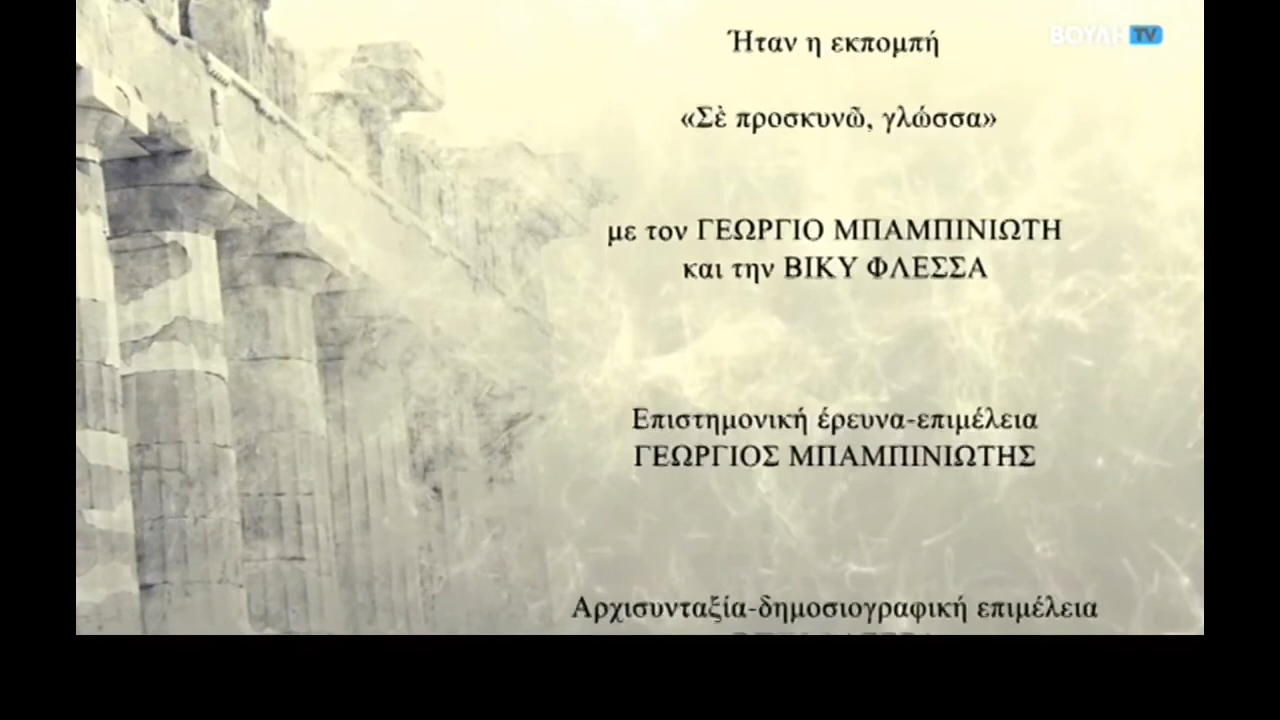 Ήταν η εκπομπή
ΒΟΥΛΗ TV
«Σὲ προσκυνῶ, γλώσσα»
με τον ΓΕΩΡΓΙΟ ΜΠΑΜΠΙΝΙΩΤΗ
και την ΒΙΚΥ ΦΛΕΣΣΑ
Επιστημονική έρευνα-επιμέλεια
ΓΕΩΡΓΙΟΣ ΜΠΑΜΠΙΝΙΩΤΗΣ
Αρχισυνταξία-δημοσιογραφική επιμέλεια